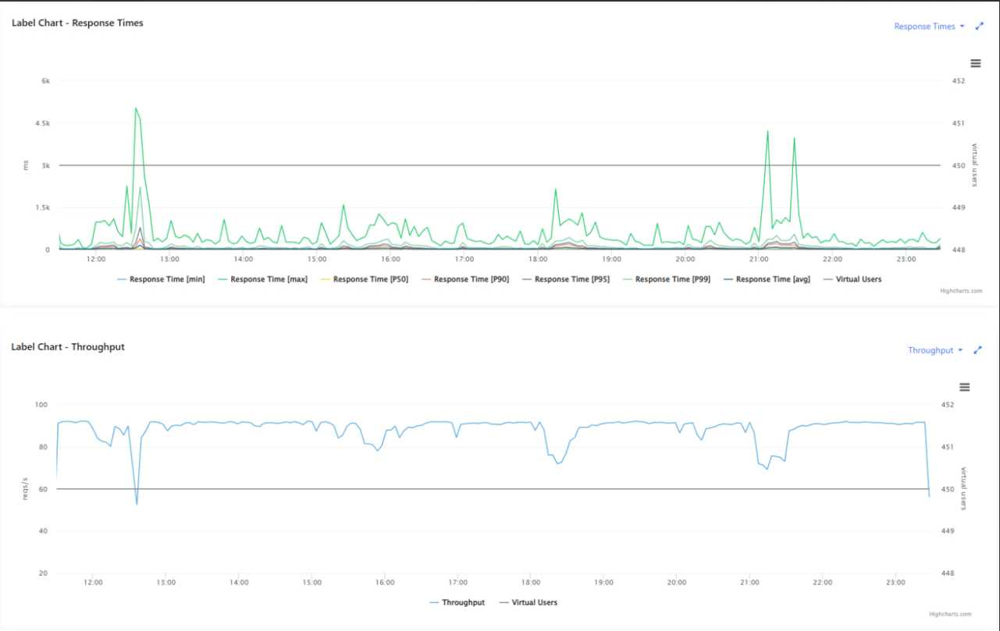 Label Chart - Response Times
Response Times
6k 452
4.5k 451
ms 3k 450 virtual users
1.5k 449
0 448
12:00 13:00 14:00 15:00 16:00 17:00 18:00 19:00 20:00 21:00 22:00 23:00
Response Time [min] Response Time [max] Response Time [P50] Response Time [P90] Response Time [P95] Response Time [P99] Response Time [avg] Virtual Users
Highcharts.com
Label Chart - Throughput
Throughput
100 452
80 451
reqs/s 60 450 virtual users
40 449
20 448
12:00 13:00 14:00 15:00 16:00 17:00 18:00 19:00 20:00 21:00 22:00 23:00
Throughput Virtual Users
Highcharts.com